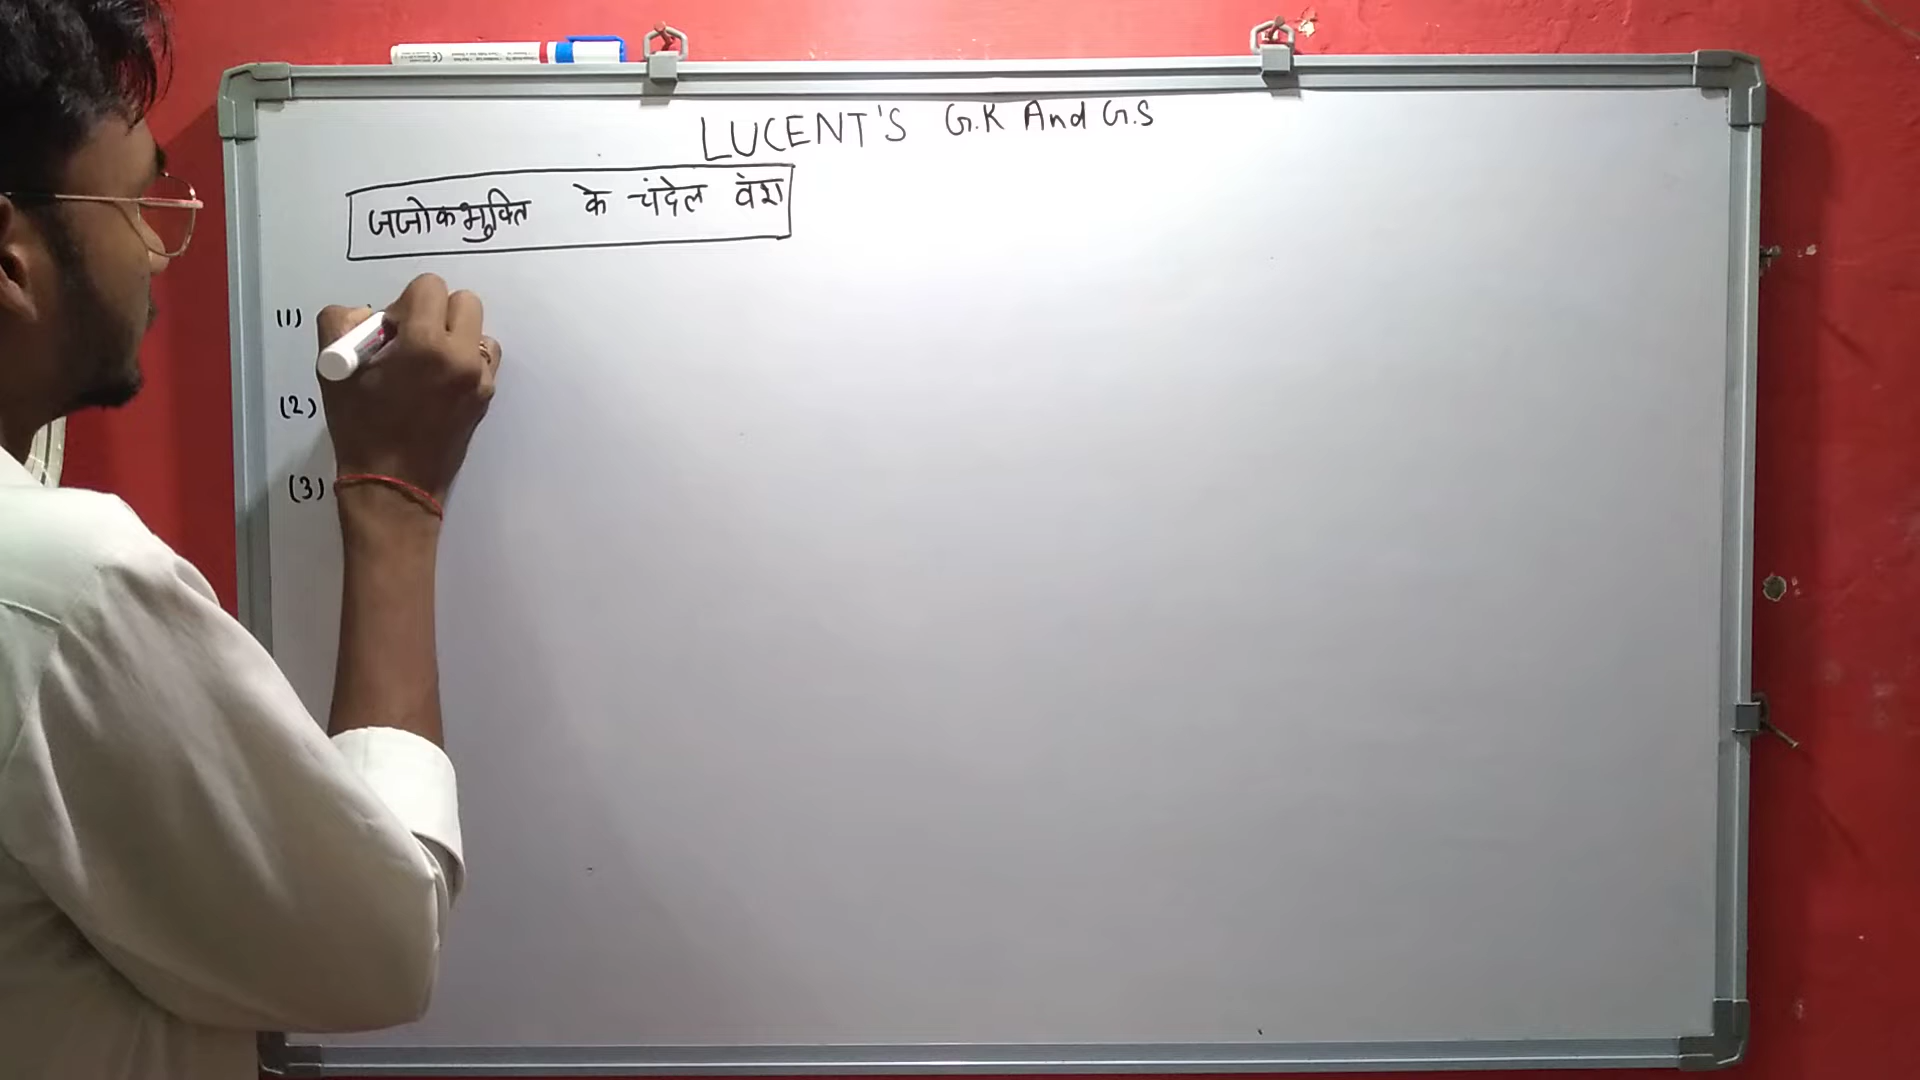 LUCENT'S G.K And G.S
जजोकभुक्ति के चंदेल वंश
(1)
(2)
(3)